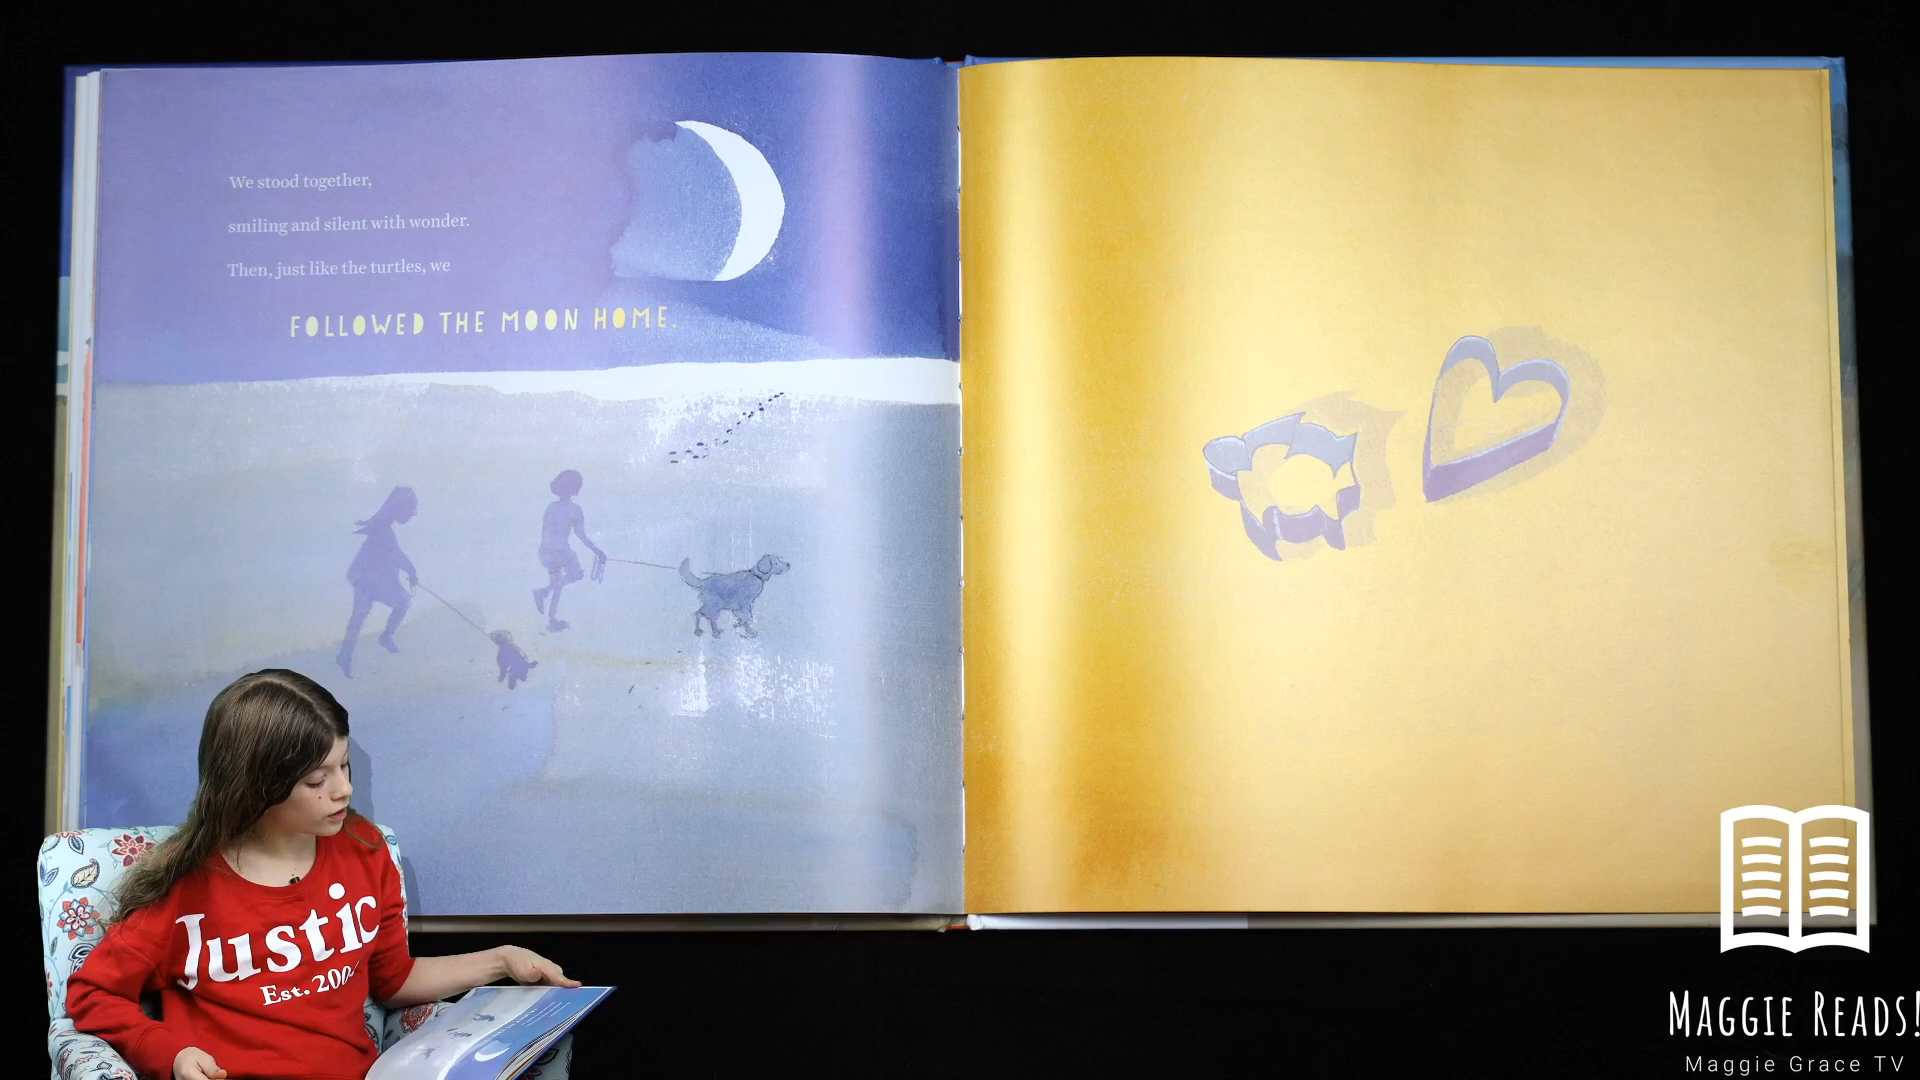 We stood together,
smiling and silent with wonder.
Then, just like the turtles, we
FOLLOWED THE MOON HOME.
Justic
Est. 200
MAGGIE READS!
Maggie Grace TV